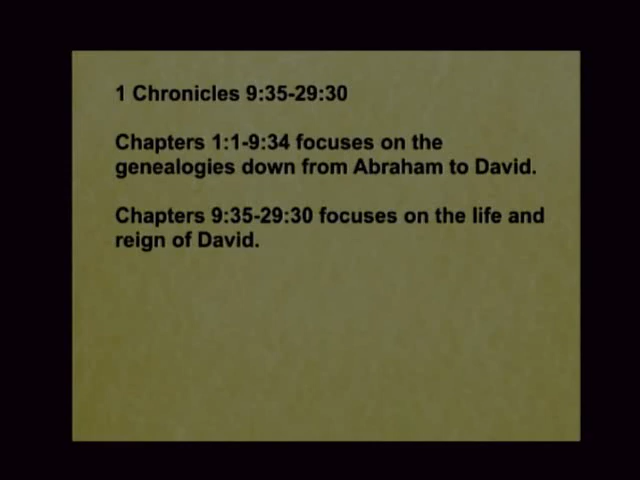 1 Chronicles 9:35-29:30
Chapters 1:1-9:34 focuses on the
genealogies down from Abraham to David.
Chapters 9:35-29:30 focuses on the life and
reign of David.